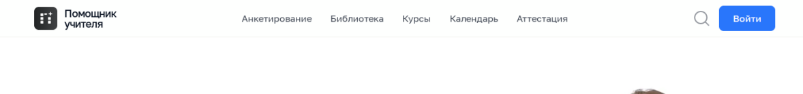 Помощник
учителя
Анкетирование Библиотека Курсы Календарь Аттестация
Войти